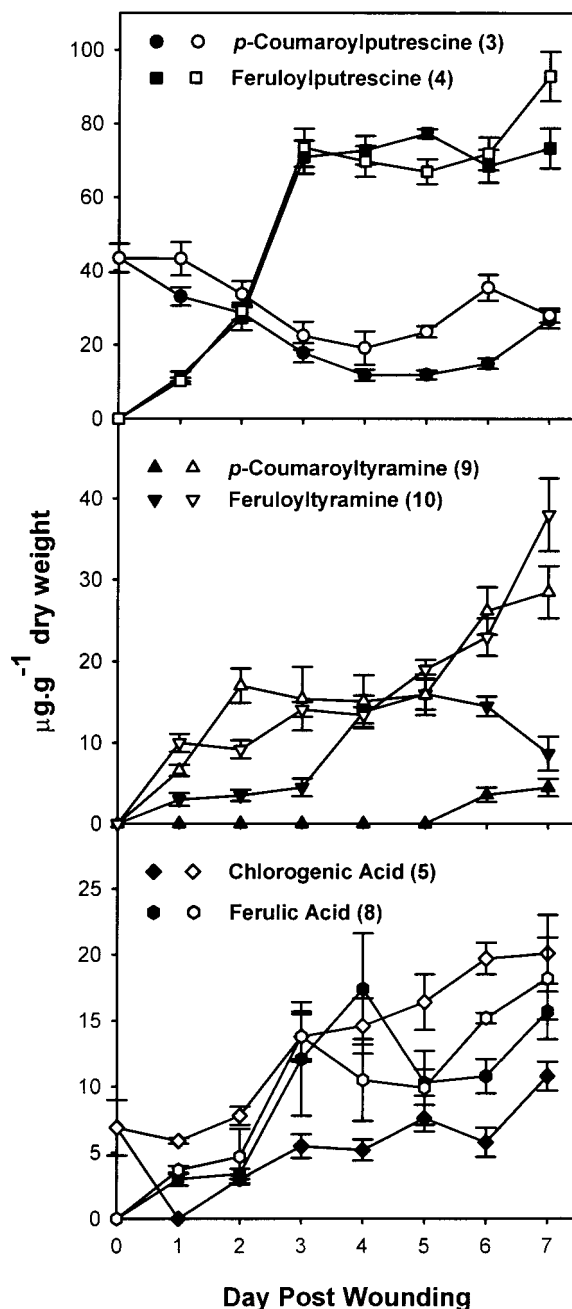 p-Coumaroylputrescine (3)
Feruloylputrescine (4)
100
80
60
40
20
0
p-Coumaroyltyramine (9)
Feruloyltyramine (10)
40
30
20
10
0
µg.g⁻¹ dry weight
Chlorogenic Acid (5)
Ferulic Acid (8)
25
20
15
10
5
0
0 1 2 3 4 5 6 7
Day Post Wounding